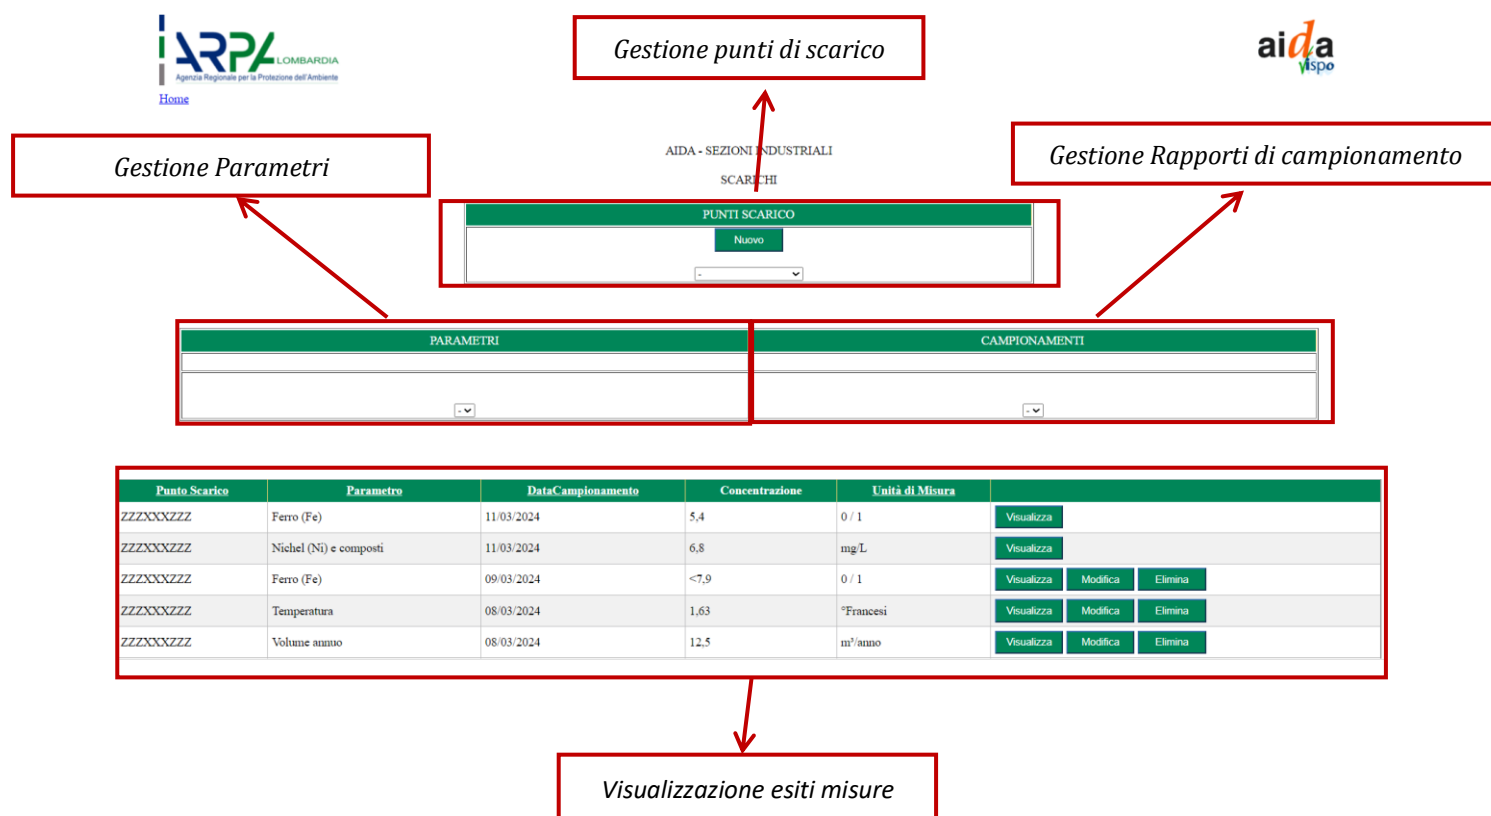 ARPA LOMBARDIA
Agenzia Regionale per la Protezione dell'Ambiente
Home
Gestione punti di scarico
aida
vispo
Gestione Parametri
AIDA - SEZIONI INDUSTRIALI
Gestione Rapporti di campionamento
SCARICHI
PUNTI SCARICO
Nuovo
-
PARAMETRI CAMPIONAMENTI
- -
Punto Scarico Parametro DataCampionamento Concentrazione Unità di Misura
ZZZXXXZZZ Ferro (Fe) 11/03/2024 5,4 0 / 1 Visualizza
ZZZXXXZZZ Nichel (Ni) e composti 11/03/2024 6,8 mg/L Visualizza
ZZZXXXZZZ Ferro (Fe) 09/03/2024 <7,9 0 / 1 Visualizza Modifica Elimina
ZZZXXXZZZ Temperatura 08/03/2024 1,63 °Francesi Visualizza Modifica Elimina
ZZZXXXZZZ Volume annuo 08/03/2024 12,5 m³/anno Visualizza Modifica Elimina
Visualizzazione esiti misure